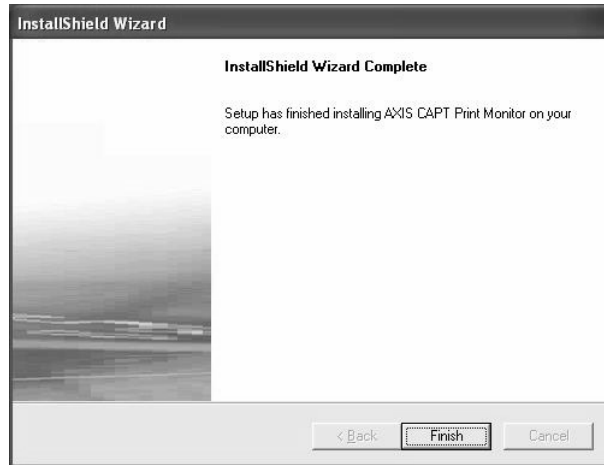 InstallShield Wizard
InstallShield Wizard Complete
Setup has finished installing AXIS CAPT Print Monitor on your
computer.
< Back
Finish
Cancel